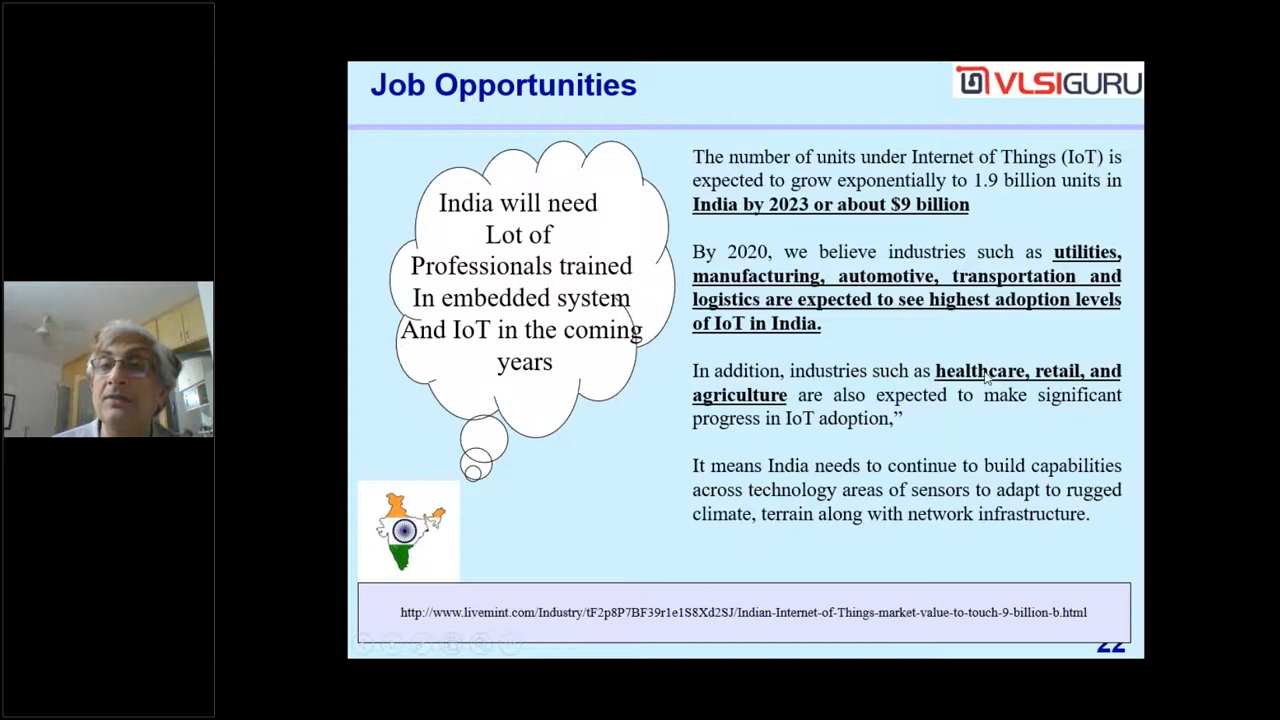 Job Opportunities
VLSIGURU
India will need
Lot of
Professionals trained
In embedded system
And IoT in the coming
years
The number of units under Internet of Things (IoT) is
expected to grow exponentially to 1.9 billion units in
India by 2023 or about $9 billion
By 2020, we believe industries such as utilities,
manufacturing, automotive, transportation and
logistics are expected to see highest adoption levels
of IoT in India.
In addition, industries such as healthcare, retail, and
agriculture are also expected to make significant
progress in IoT adoption,”
It means India needs to continue to build capabilities
across technology areas of sensors to adapt to rugged
climate, terrain along with network infrastructure.
http://www.livemint.com/Industry/tF2p8P7BF39r1e1S8Xd2SJ/Indian-Internet-of-Things-market-value-to-touch-9-billion-b.html
22